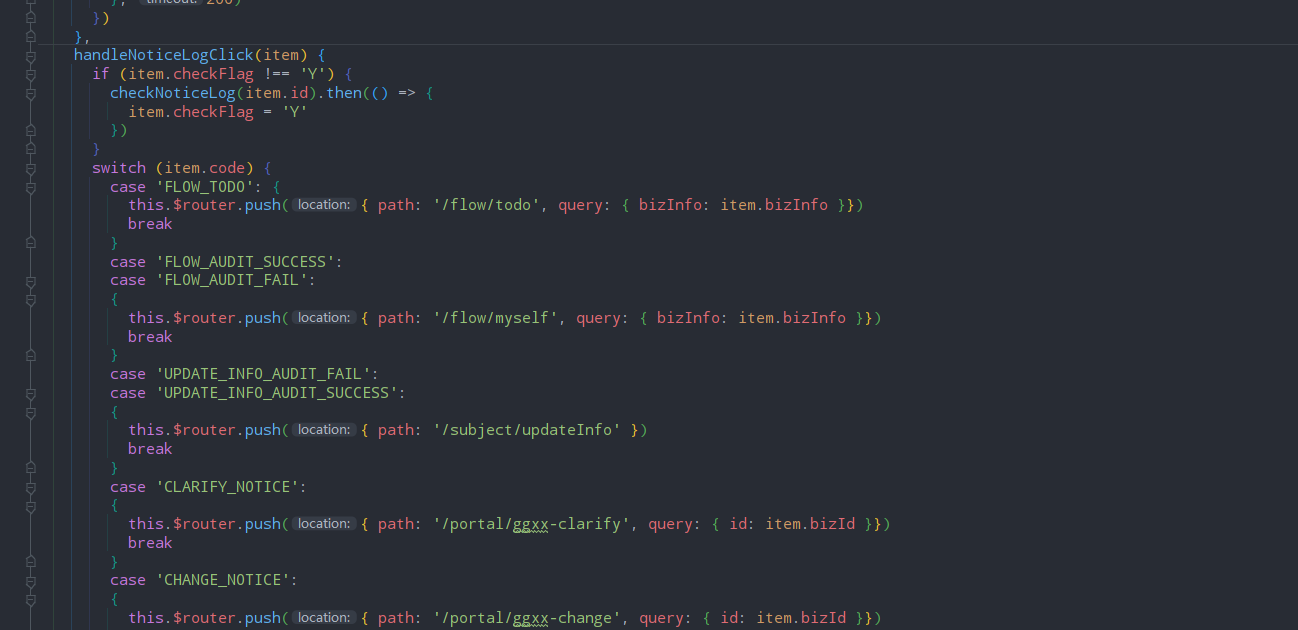 }, timeout: 200)
})
},
handleNoticeLogClick(item) {
if (item.checkFlag !== 'Y') {
checkNoticeLog(item.id).then(() => {
item.checkFlag = 'Y'
})
}
switch (item.code) {
case 'FLOW_TODO': {
this.$router.push( location: { path: '/flow/todo', query: { bizInfo: item.bizInfo }})
break
}
case 'FLOW_AUDIT_SUCCESS':
case 'FLOW_AUDIT_FAIL':
{
this.$router.push( location: { path: '/flow/myself', query: { bizInfo: item.bizInfo }})
break
}
case 'UPDATE_INFO_AUDIT_FAIL':
case 'UPDATE_INFO_AUDIT_SUCCESS':
{
this.$router.push( location: { path: '/subject/updateInfo' })
break
}
case 'CLARIFY_NOTICE':
{
this.$router.push( location: { path: '/portal/ggxx-clarify', query: { id: item.bizId }})
break
}
case 'CHANGE_NOTICE':
{
this.$router.push( location: { path: '/portal/ggxx-change', query: { id: item.bizId }})